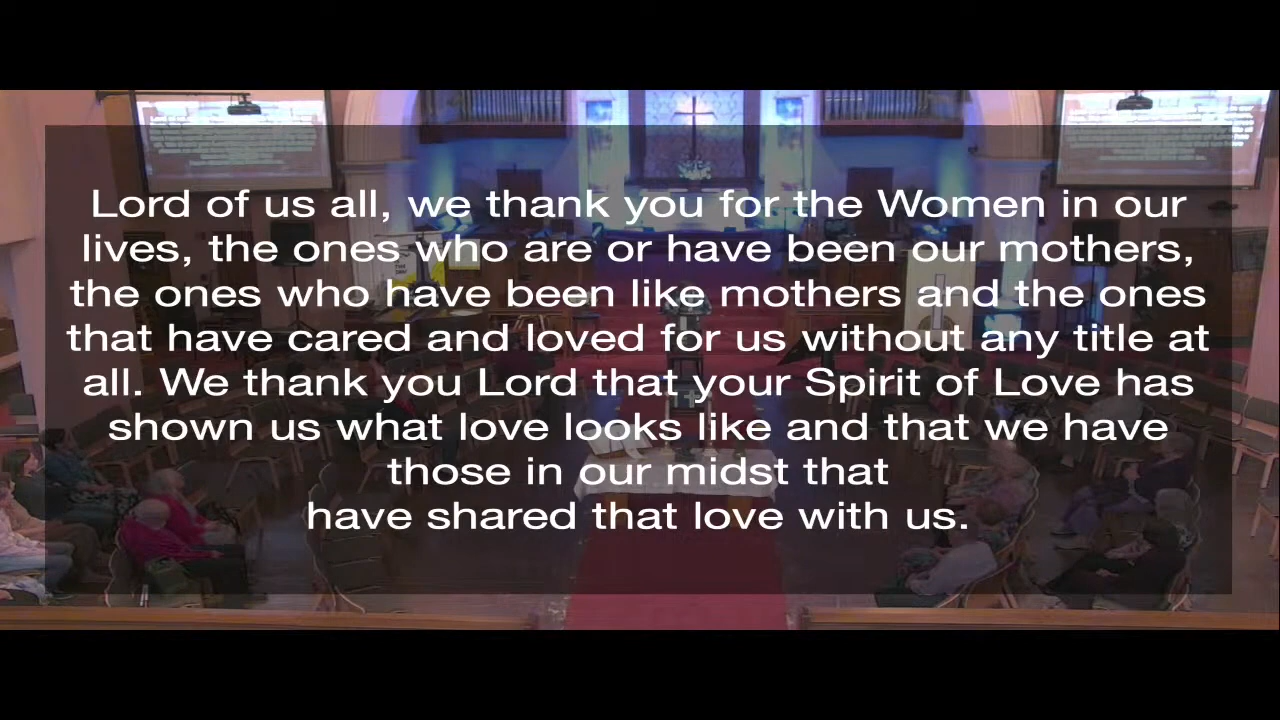 Lord of us all, we thank you for the Women in our
lives, the ones who are or have been our mothers,
the ones who have been like mothers and the ones
that have cared and loved for us without any title at
all. We thank you Lord that your Spirit of Love has
shown us what love looks like and that we have
those in our midst that
have shared that love with us.